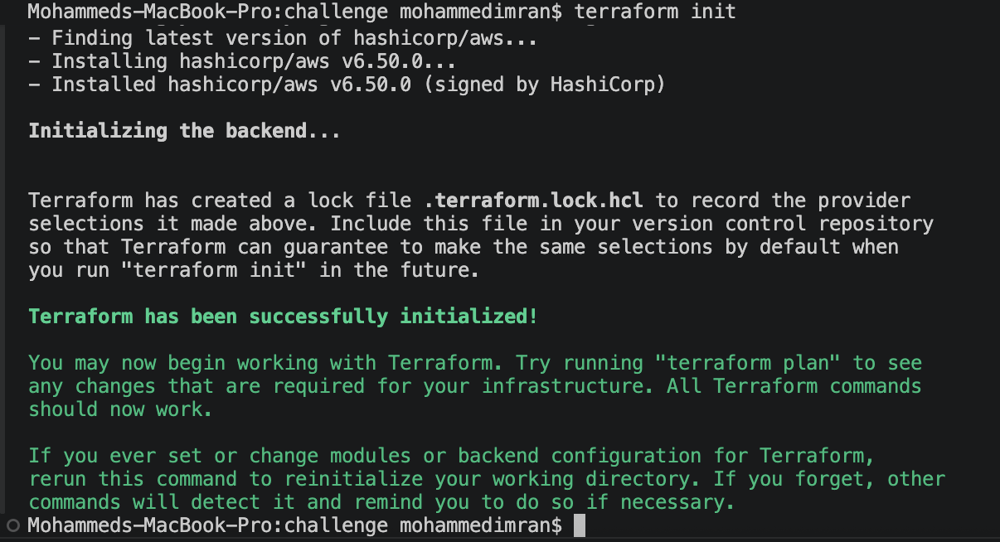 Mohammeds-MacBook-Pro:challenge mohammedimran$ terraform init
- Finding latest version of hashicorp/aws...
- Installing hashicorp/aws v6.50.0...
- Installed hashicorp/aws v6.50.0 (signed by HashiCorp)
Initializing the backend...
Terraform has created a lock file .terraform.lock.hcl to record the provider
selections it made above. Include this file in your version control repository
so that Terraform can guarantee to make the same selections by default when
you run "terraform init" in the future.
Terraform has been successfully initialized!
You may now begin working with Terraform. Try running "terraform plan" to see
any changes that are required for your infrastructure. All Terraform commands
should now work.
If you ever set or change modules or backend configuration for Terraform,
rerun this command to reinitialize your working directory. If you forget, other
commands will detect it and remind you to do so if necessary.
Mohammeds-MacBook-Pro:challenge mohammedimran$